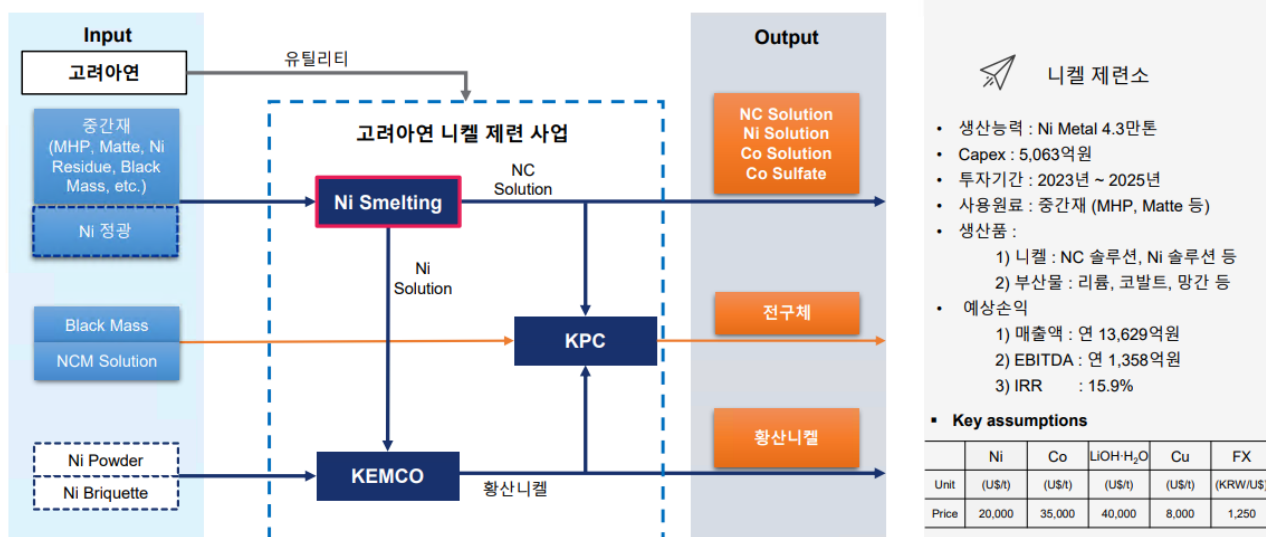 Input
고려아연
중간재
(MHP, Matte, Ni
Residue, Black
Mass, etc.)
Ni 정광
Black Mass
NCM Solution
Ni Powder
Ni Briquette
유틸리티
고려아연 니켈 제련 사업
Ni Smelting
NC
Solution
Ni
Solution
KPC
KEMCO
황산니켈
Output
NC Solution
Ni Solution
Co Solution
Co Sulfate
전구체
황산니켈
니켈 제련소
• 생산능력 : Ni Metal 4.3만톤
• Capex : 5,063억원
• 투자기간 : 2023년 ~ 2025년
• 사용원료 : 중간재 (MHP, Matte 등)
• 생산품 :
1) 니켈 : NC 솔루션, Ni 솔루션 등
2) 부산물 : 리튬, 코발트, 망간 등
• 예상손익
1) 매출액 : 연 13,629억원
2) EBITDA : 연 1,358억원
3) IRR : 15.9%
▪ Key assumptions
Ni Co LiOH·H₂O Cu FX
Unit (U$/t) (U$/t) (U$/t) (U$/t) (KRW/U$)
Price 20,000 35,000 40,000 8,000 1,250